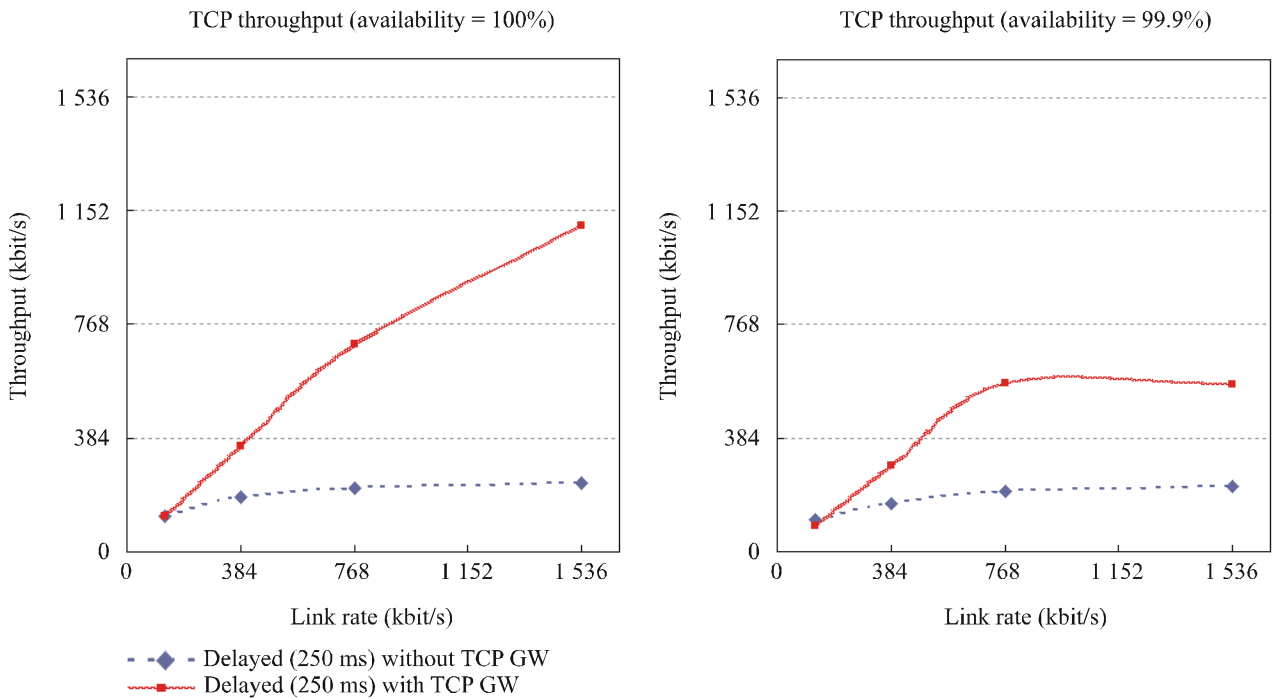 TCP throughput (availability = 100%)
1 536
1 152
768
384
0
Throughput (kbit/s)
0
384
768
1 152
1 536
Link rate (kbit/s)
TCP throughput (availability = 99.9%)
1 536
1 152
768
384
0
Throughput (kbit/s)
0
384
768
1 152
1 536
Link rate (kbit/s)
Delayed (250 ms) without TCP GW
Delayed (250 ms) with TCP GW